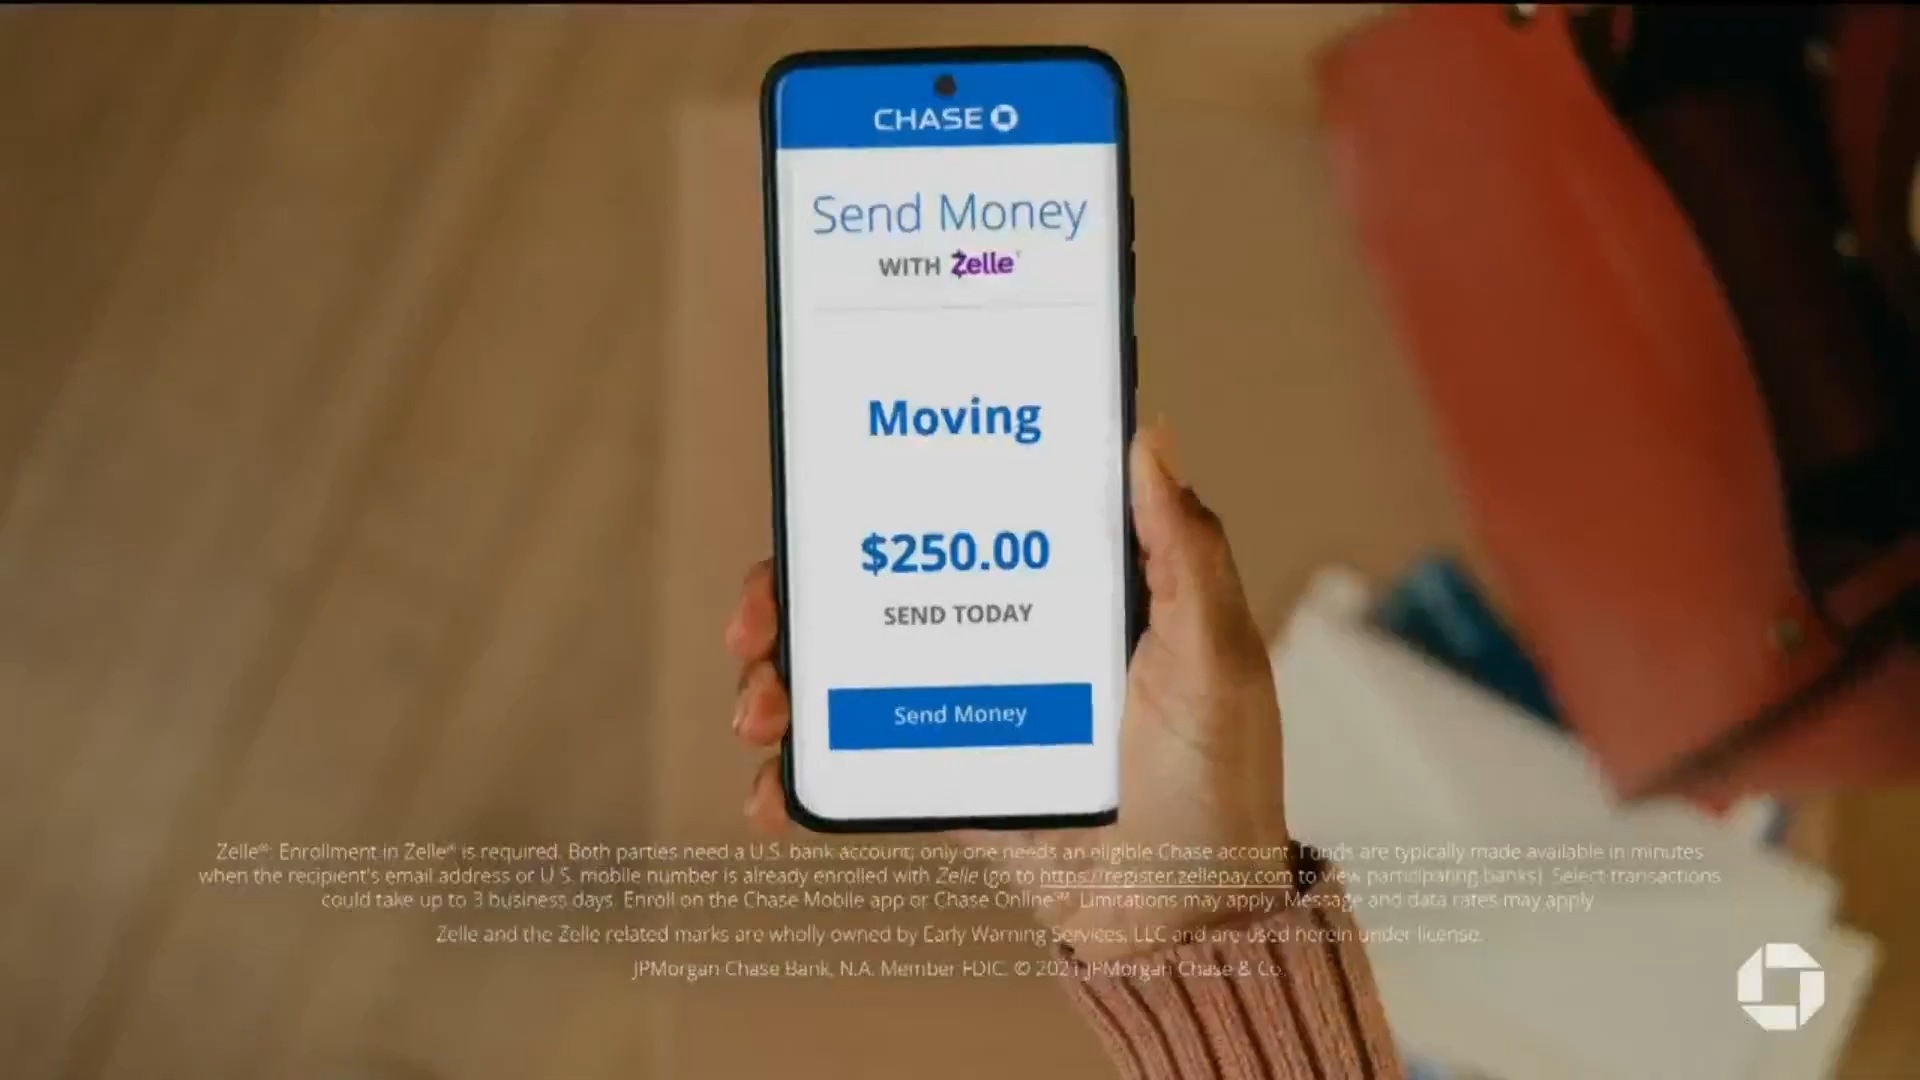 CHASE
Send Money
WITH Zelle
Moving
$250.00
SEND TODAY
Send Money
Zelle®: Enrollment in Zelle® is required. Both parties need a U.S. bank account; only one needs an eligible Chase account. Funds are typically made available in minutes
when the recipient's email address or U.S. mobile number is already enrolled with Zelle (go to https://register.zellepay.com to view participating banks). Select transactions
could take up to 3 business days. Enroll on the Chase Mobile app or Chase Online℠. Limitations may apply. Message and data rates may apply.
Zelle and the Zelle related marks are wholly owned by Early Warning Services, LLC and are used herein under license.
JPMorgan Chase Bank, N.A. Member FDIC. © 2021 JPMorgan Chase & Co.